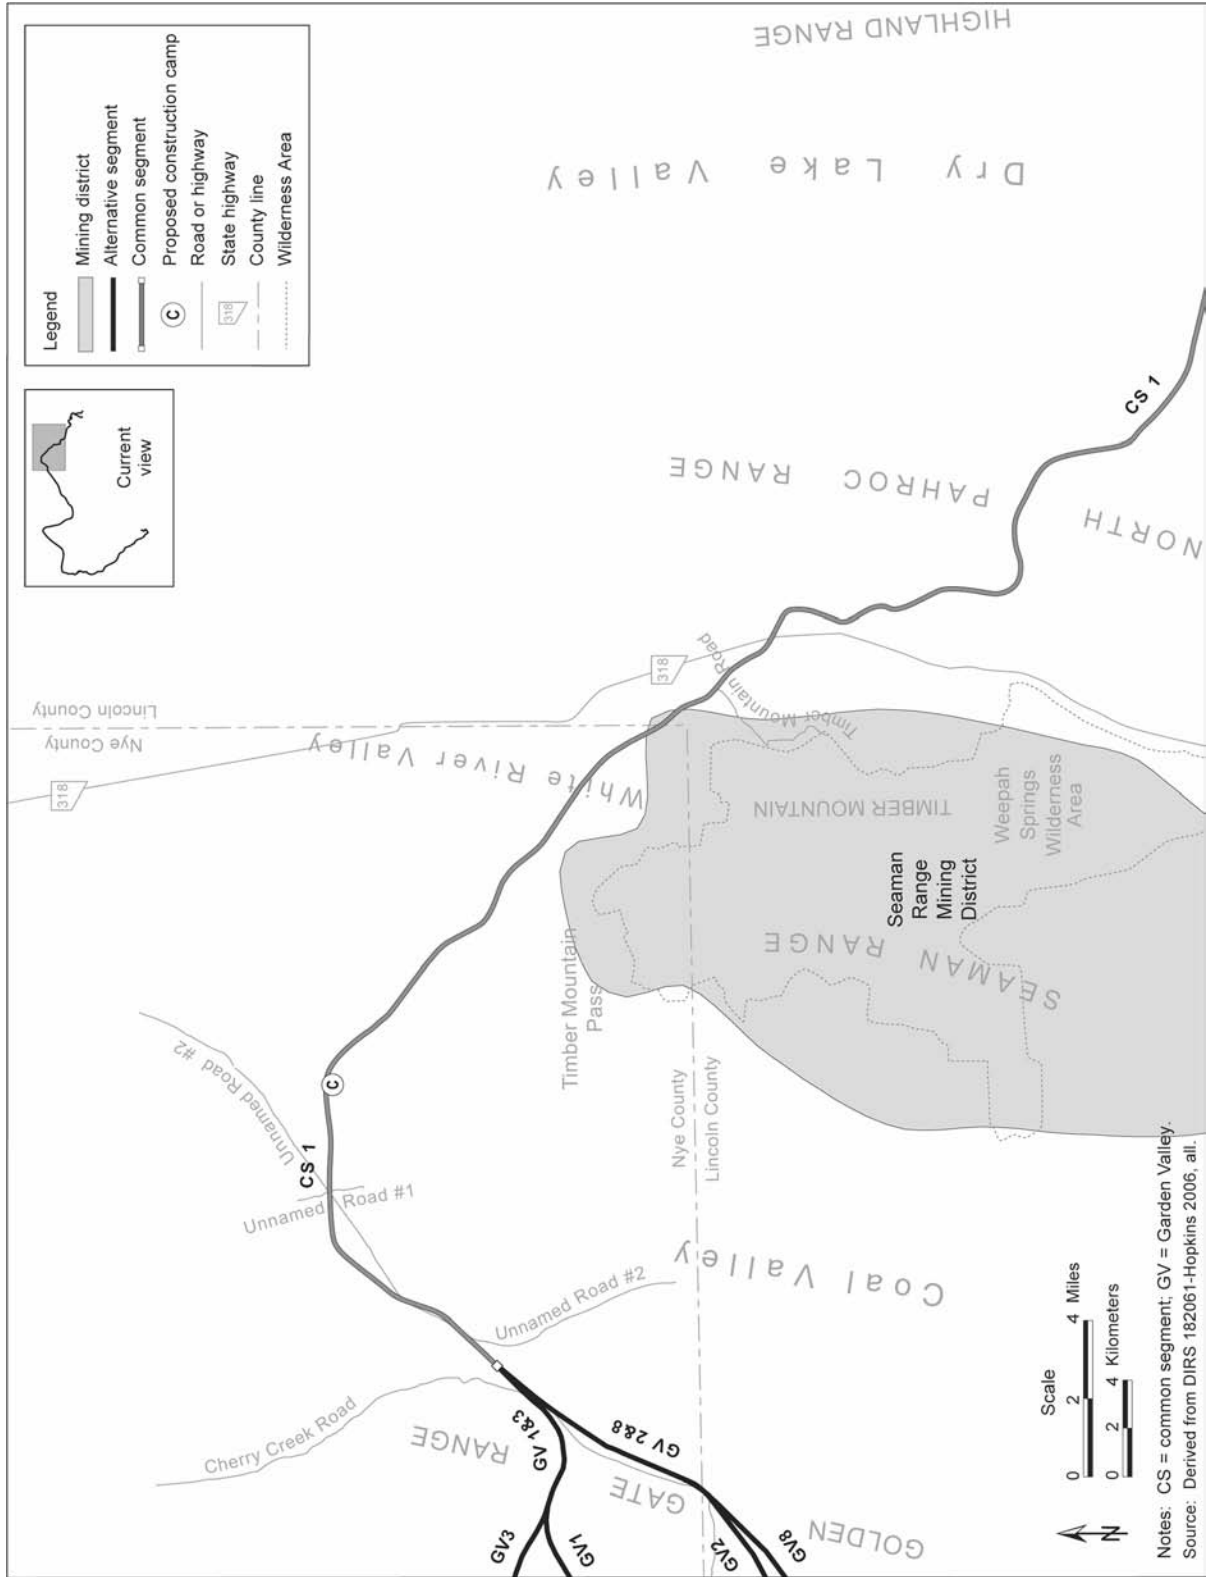 Legend
Mining district
Alternative segment
Common segment
C Proposed construction camp
Road or highway
318 State highway
County line
Wilderness Area
Current
view
HIGHLAND RANGE
Dry Lake Valley
NORTH PAHROC RANGE
CS 1
318
Nye County
Lincoln County
318
White River Valley
Timber Mountain Road
TIMBER MOUNTAIN
Weepah
Springs
Wilderness
Area
Seaman
Range
Mining
District
SEAMAN RANGE
Timber Mountain
Pass
Nye County
Lincoln County
Unnamed Road #2
C
CS 1
Unnamed Road #1
Unnamed Road #2
Coal Valley
Cherry Creek Road
GV 1&3
GV 2&8
GV3
GV1
GV2
GV8
GOLDEN GATE RANGE
Scale
0 2 4 Miles
0 2 4 Kilometers
N
Notes: CS = common segment; GV = Garden Valley.
Source: Derived from DIRS 182061-Hopkins 2006, all.